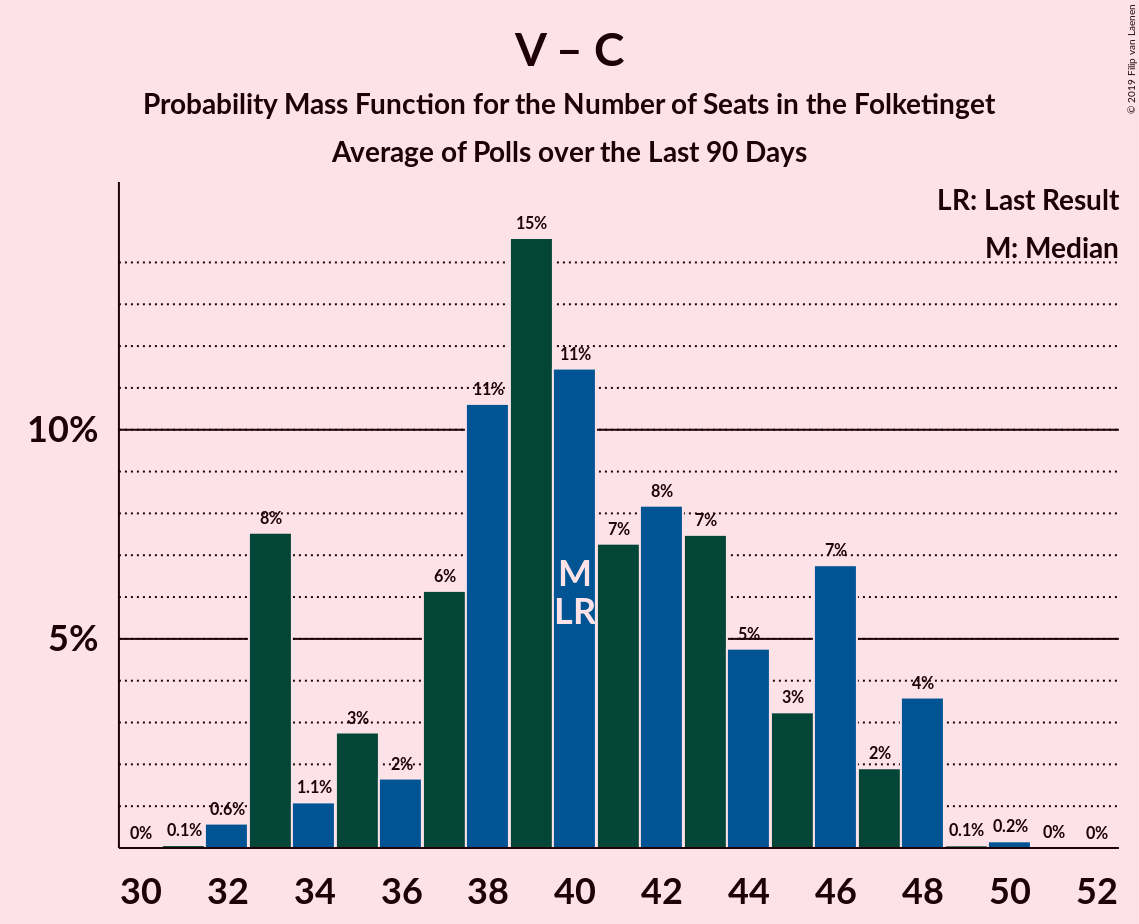 V – C
Probability Mass Function for the Number of Seats in the Folketinget
Average of Polls over the Last 90 Days
© 2019 Filip van Laenen
LR: Last Result
M: Median
10%
5%
0%
0.1%
0.6%
8%
1.1%
3%
2%
6%
11%
15%
11%
7%
8%
7%
5%
3%
7%
2%
4%
0.1%
0.2%
0%
0%
M
LR
30 32 34 36 38 40 42 44 46 48 50 52